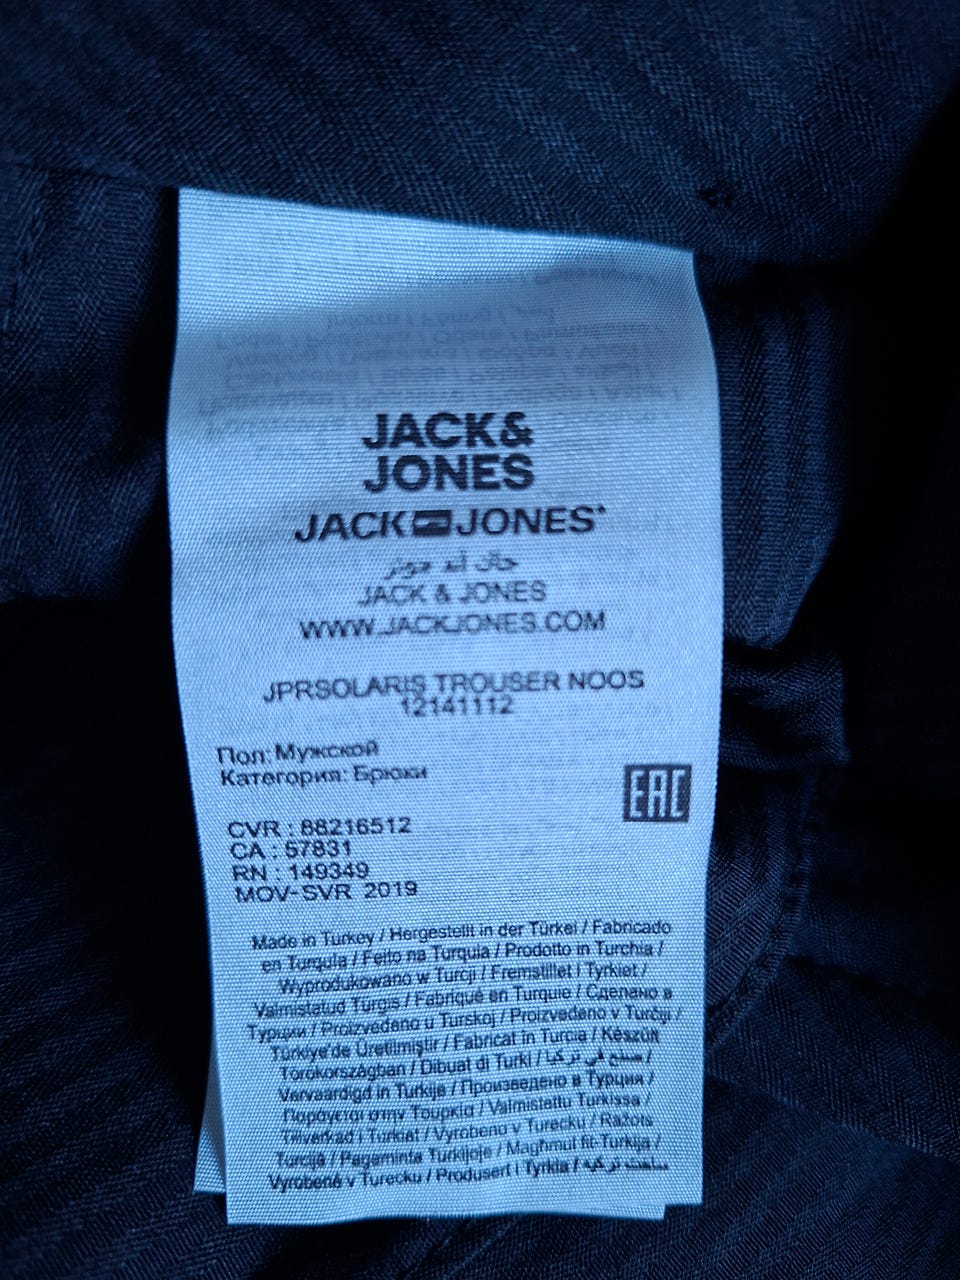 JACK&
JONES
JACK JONES
جاك أند جونز
JACK & JONES
WWW.JACKJONES.COM
JPRSOLARIS TROUSER NOOS
12141112
Пол: Мужской
Категория: Брюки
EAC
CVR : 88216512
CA : 57831
RN : 149349
MOV-SVR 2019
Made in Turkey / Hergestellt in der Türkei / Fabricado
en Turquía / Feito na Turquia / Prodotto in Turchia /
Wyprodukowano w Turcji / Fremstillet i Tyrkiet /
Valmistatud Türgis / Fabriqué en Turquie / Сделано в
Турции / Proizvedeno u Turskoj / Proizvedeno v Turčiji /
Türkiye'de Üretilmiştir / Fabricat in Turcia / Készült
Törökországban / Dibuat di Turki / صنع في تركيا /
Vervaardigd in Turkije / Произведено в Турция /
Παράγεται στην Τουρκία / Valmistettu Turkissa /
Tillverkad i Turkiet / Vyrobeno v Turecku / Ražots
Turcijā / Pagaminta Turkijoje / Magħmul fit-Turkija /
Vyrobené v Turecku / Produsert i Tyrkia / ساخت ترکیه